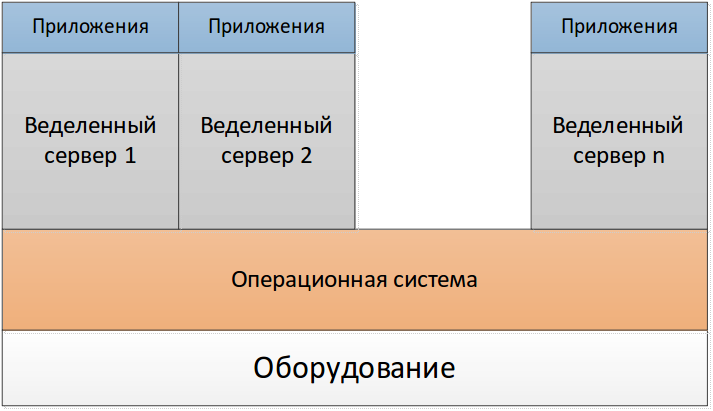 Приложения
Приложения
Приложения
Веделенный
сервер 1
Веделенный
сервер 2
Веделенный
сервер n
Операционная система
Оборудование